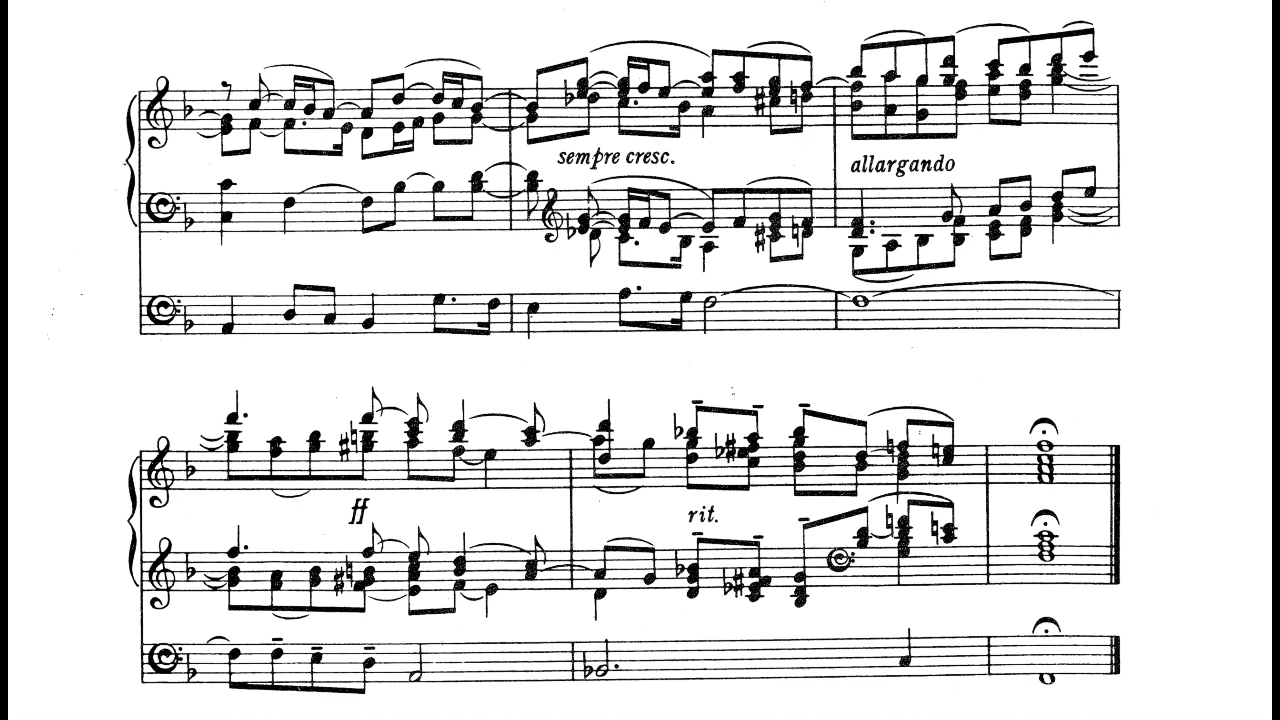 sempre cresc.
allargando
ff
rit.